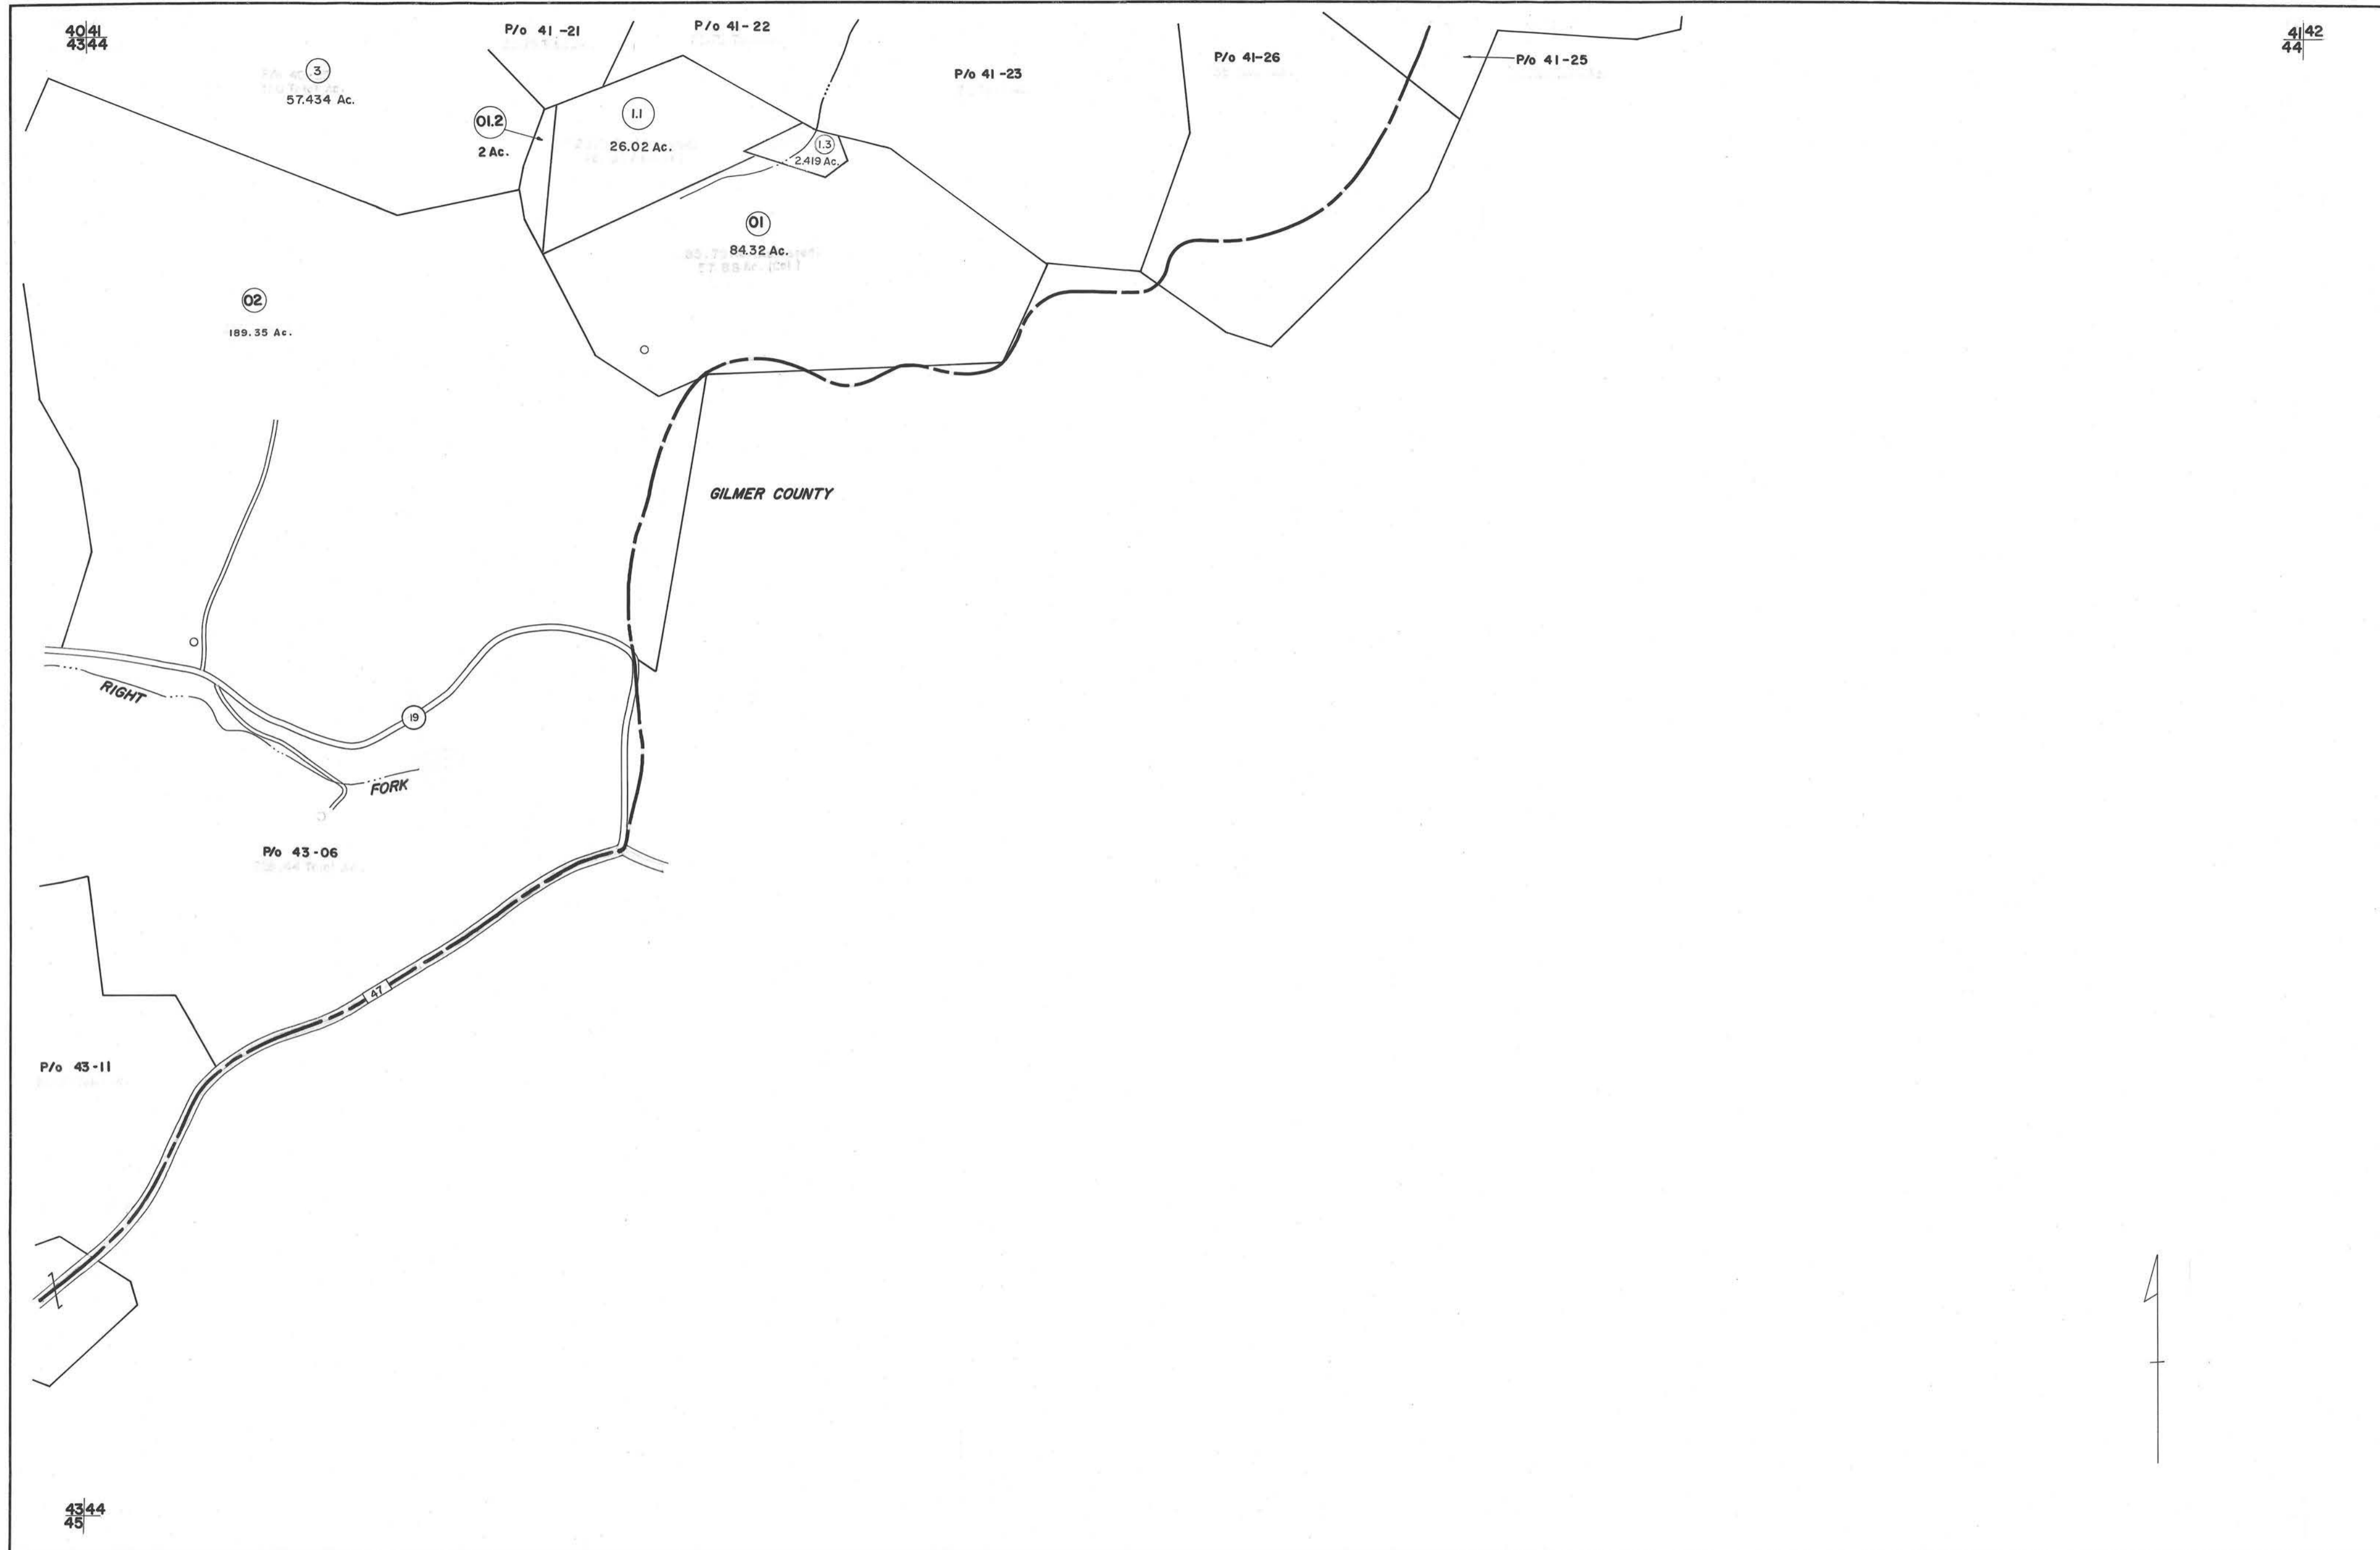 40 41
43 44
P/o 41-21
P/o 41-22
41 42
44
3
57.434 Ac.
P/o 41-23
P/o 41-26
P/o 41-25
01.2
2 Ac.
1.1
26.02 Ac.
1.3
2.419 Ac.
01
84.32 Ac.
02
189.35 Ac.
GILMER COUNTY
RIGHT
19
FORK
P/o 43-06
47
P/o 43-11
43 44
45